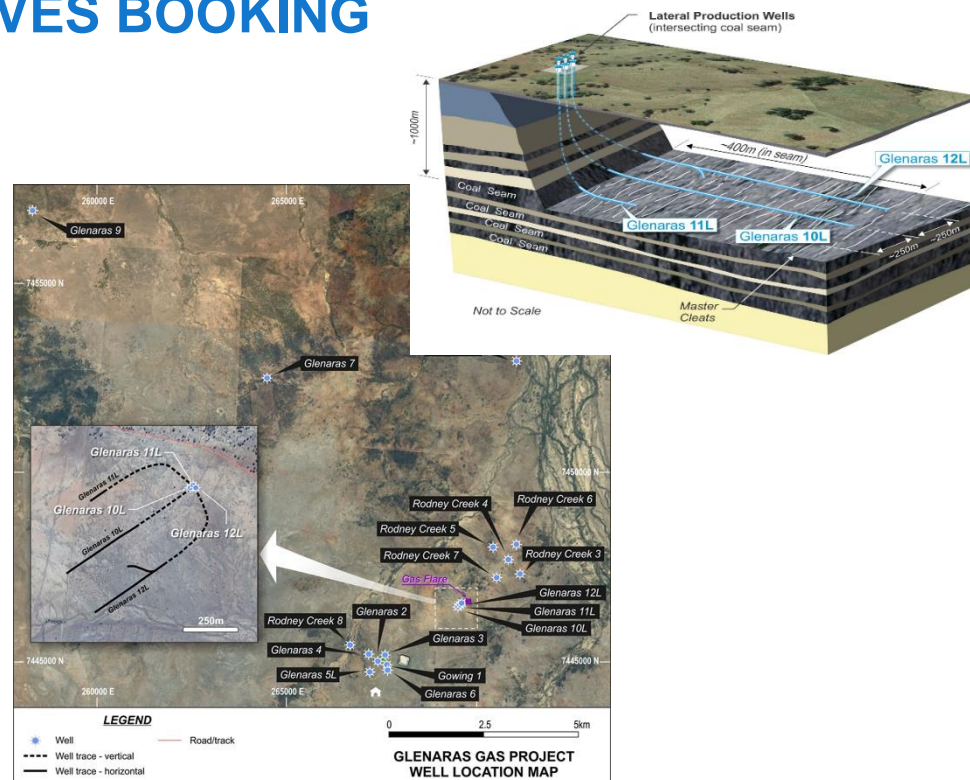 VES BOOKING
Lateral Production Wells
(intersecting coal seam)
~1000m
~400m (in seam)
Glenaras 12L
Coal Seam
Coal Seam
Coal Seam
Coal Seam
Glenaras 11L
Glenaras 10L
~250m
~250m
Not to Scale
Master
Cleats
260000 E
265000 E
Glenaras 9
7455000 N
Glenaras 7
Glenaras 11L
Glenaras 11L
Glenaras 10L
Glenaras 10L
Glenaras 12L
Glenaras 12L
250m
7450000 N
Rodney Creek 6
Rodney Creek 4
Rodney Creek 5
Rodney Creek 7
Rodney Creek 3
Gas Flare
Glenaras 12L
Glenaras 11L
Glenaras 10L
Glenaras 2
Rodney Creek 8
Glenaras 3
Glenaras 4
Glenaras 5L
Gowing 1
Glenaras 6
7445000 N
7445000 N
260000 E
265000 E
LEGEND
Well
Road/track
Well trace - vertical
Well trace - horizontal
0 2.5 5km
GLENARAS GAS PROJECT
WELL LOCATION MAP